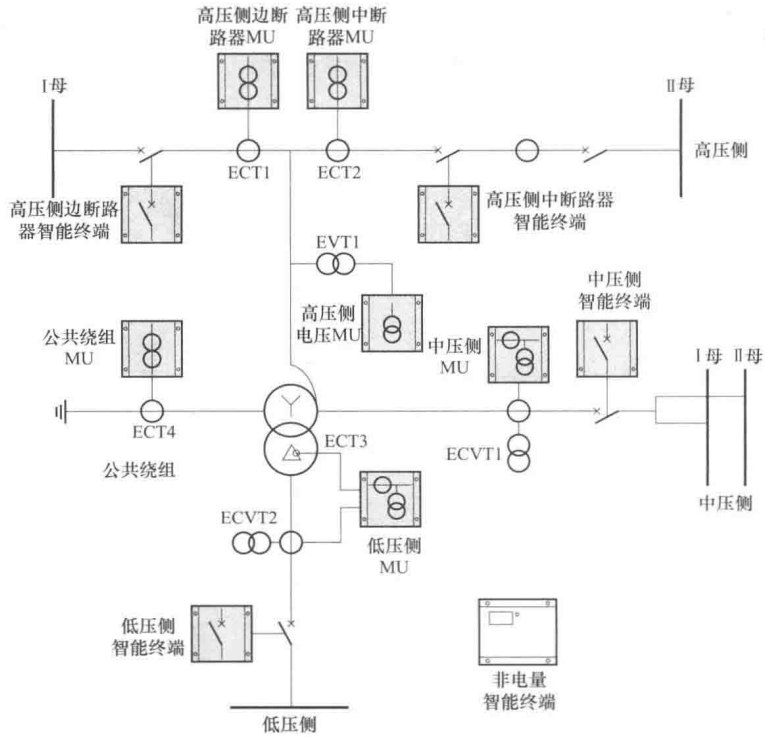 高压侧边断
路器MU
高压侧中断
路器MU
Ⅰ母
Ⅱ母
ECT1
ECT2
高压侧
高压侧边断路
器智能终端
高压侧中断路器
智能终端
EVT1
高压侧
电压MU
中压侧
智能终端
公共绕组
MU
中压侧
MU
Ⅰ母
Ⅱ母
ECT4
ECT3
ECVT1
公共绕组
中压侧
ECVT2
低压侧
MU
低压侧
智能终端
非电量
智能终端
低压侧